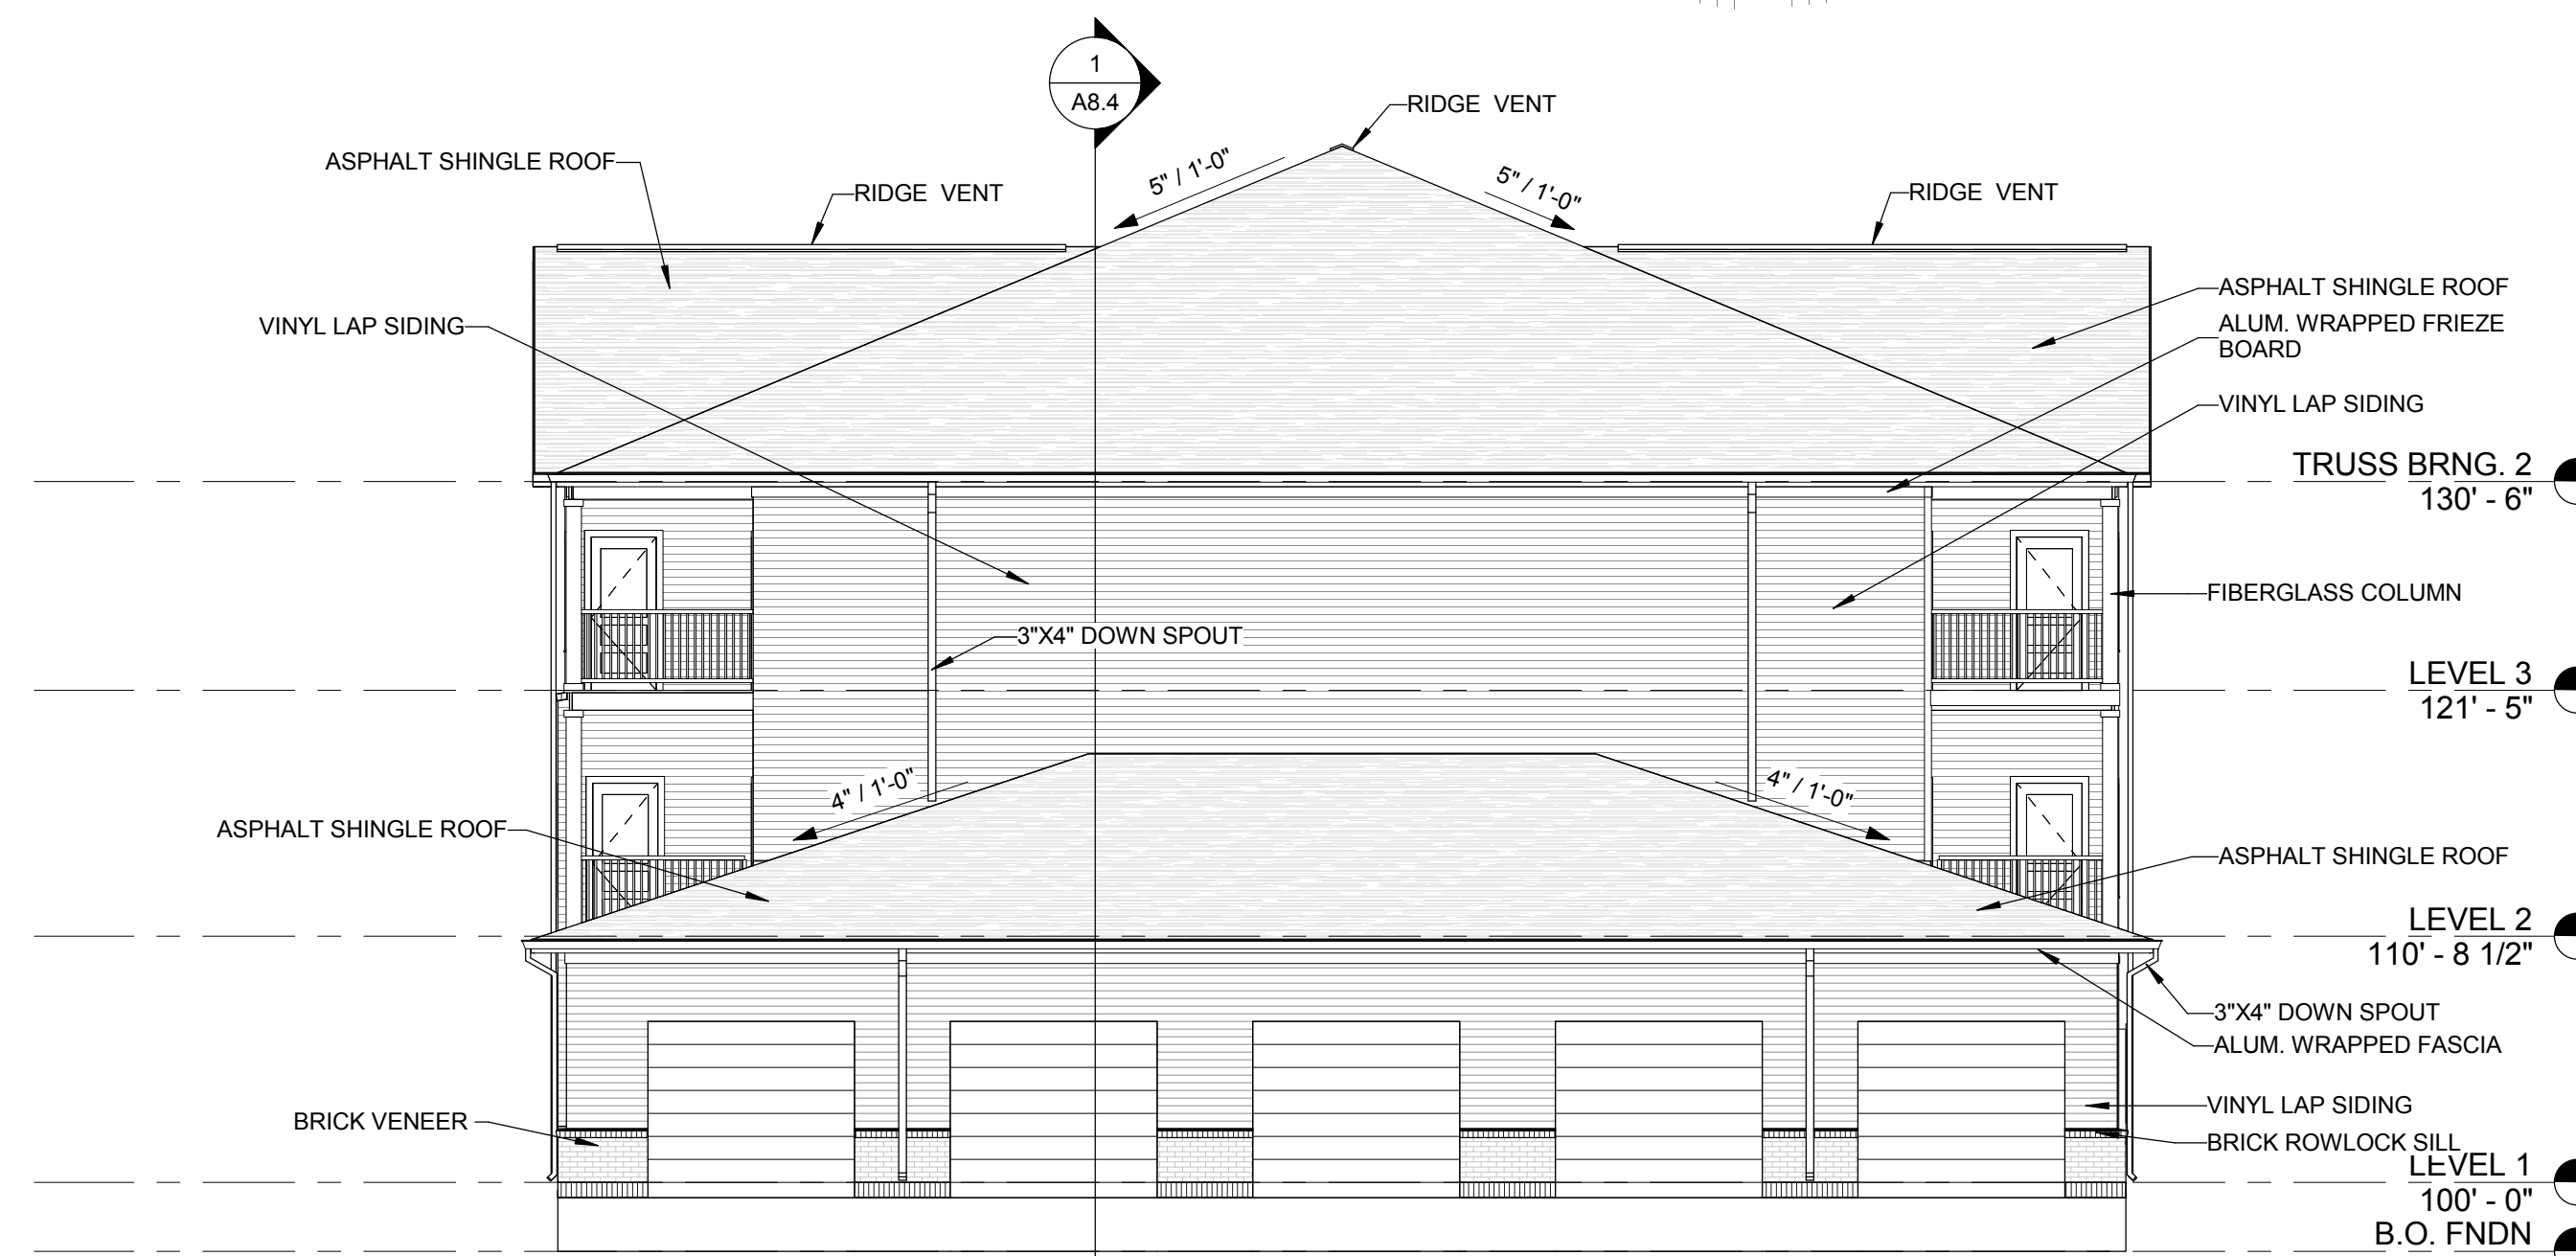 1
A8.4
RIDGE VENT
ASPHALT SHINGLE ROOF
5" / 1'-0"
5" / 1'-0"
RIDGE VENT
RIDGE VENT
ASPHALT SHINGLE ROOF
VINYL LAP SIDING
ALUM. WRAPPED FRIEZE
BOARD
VINYL LAP SIDING
TRUSS BRNG. 2
130' - 6"
FIBERGLASS COLUMN
3"X4" DOWN SPOUT
LEVEL 3
121' - 5"
4" / 1'-0"
4" / 1'-0"
ASPHALT SHINGLE ROOF
ASPHALT SHINGLE ROOF
LEVEL 2
110' - 8 1/2"
3"X4" DOWN SPOUT
ALUM. WRAPPED FASCIA
VINYL LAP SIDING
BRICK VENEER
BRICK ROWLOCK SILL
LEVEL 1
100' - 0"
B.O. FNDN